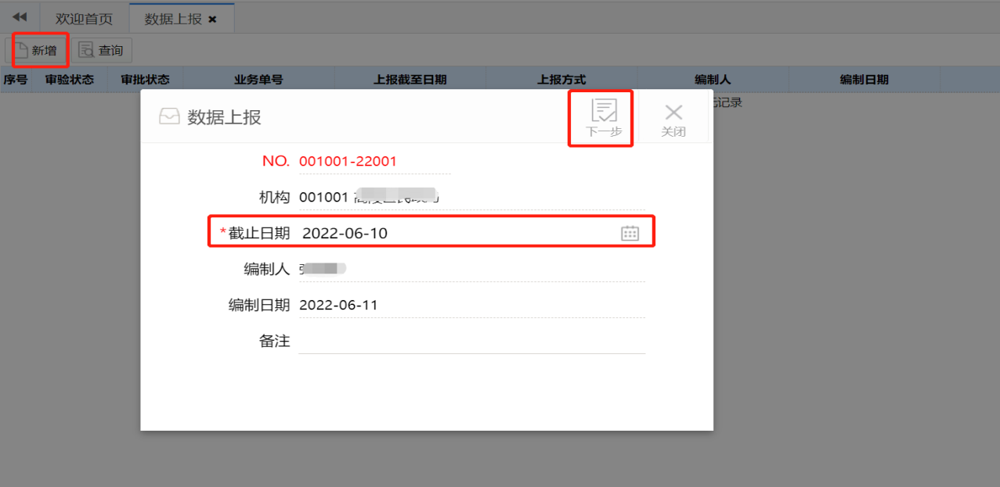 欢迎首页 数据上报
新增 查询
序号 审验状态 审批状态 业务单号 上报截至日期 上报方式 编制人 编制日期
记录
数据上报 下一步 关闭
NO. 001001-22001
机构 001001
*截止日期 2022-06-10
编制人
编制日期 2022-06-11
备注